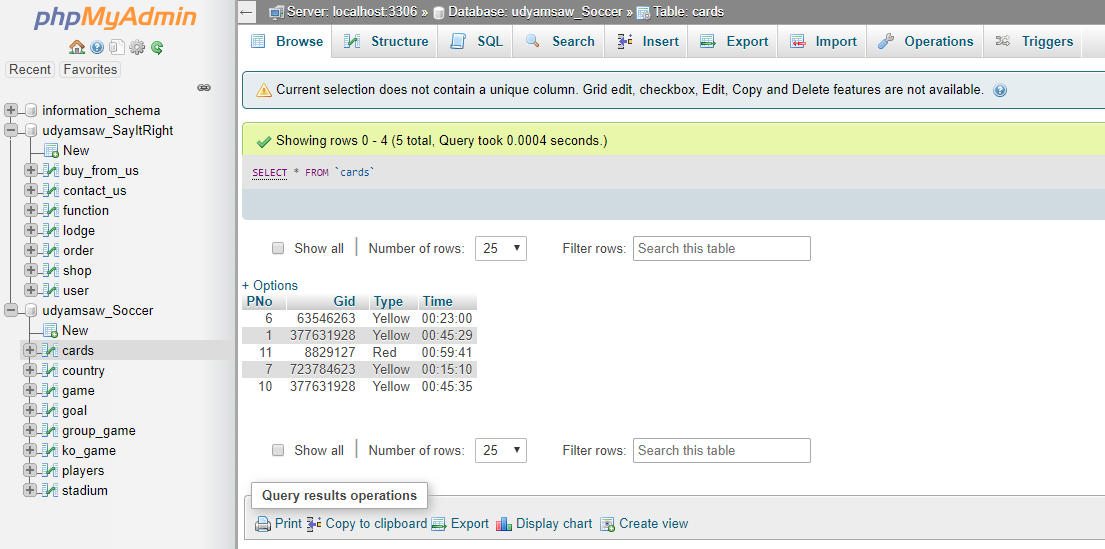 phpMyAdmin
Recent Favorites
information_schema
udyamsaw_SayItRight
New
buy_from_us
contact_us
function
lodge
order
shop
user
udyamsaw_Soccer
New
cards
country
game
goal
group_game
ko_game
players
stadium
Server: localhost:3306 » Database: udyamsaw_Soccer » Table: cards
Browse Structure SQL Search Insert Export Import Operations Triggers
Current selection does not contain a unique column. Grid edit, checkbox, Edit, Copy and Delete features are not available.
Showing rows 0 - 4 (5 total, Query took 0.0004 seconds.)
SELECT * FROM `cards`
Show all | Number of rows: 25 Filter rows: Search this table
+ Options
PNo Gid Type Time
6 63546263 Yellow 00:23:00
1 377631928 Yellow 00:45:29
11 8829127 Red 00:59:41
7 723784623 Yellow 00:15:10
10 377631928 Yellow 00:45:35
Show all | Number of rows: 25 Filter rows: Search this table
Query results operations
Print Copy to clipboard Export Display chart Create view